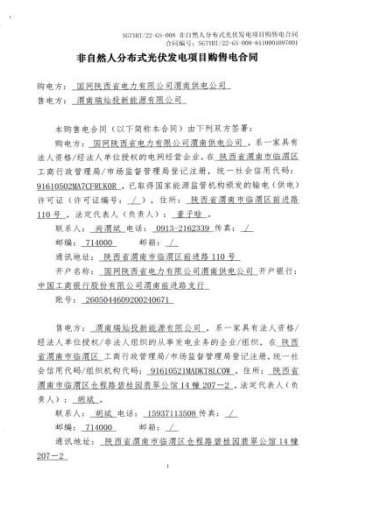 SGTYHT/22-GS-008 非自然人分布式光伏发电项目购售电合同
合同编号：SGTYHT/22-GS-008-6110001097001
非自然人分布式光伏发电项目购售电合同
购电方： 国网陕西省电力有限公司渭南供电公司
售电方： 渭南瑞灿投新能源有限公司
本购售电合同（以下简称本合同）由下列双方签署：
购电方： 国网陕西省电力有限公司渭南供电公司 ，系一家具有
法人资格/经法人单位授权的电网经营企业，在 陕西省渭南市临渭区
工商行政管理局/市场监督管理局登记注册，统一社会信用代码：
91610502MA7CFRUK0R ，已取得国家能源监管机构颁发的输电（供电）
许可证（许可证编号： / ）。住所： 陕西省渭南市临渭区前进路
110 号 ，法定代表人（负责人）： 董子晗 。
联系人： 尚渭斌 电话： 0913-2162339 传真： /
邮编： 714000 邮箱： /
通讯地址： 陕西省渭南市临渭区前进路 110 号
开户名称： 国网陕西省电力有限公司渭南供电公司 开户银行：
中国工商银行股份有限公司渭南前进路支行
账号： 2605044609200240671
售电方： 渭南瑞灿投新能源有限公司 ，系一家具有法人资格/
经法人单位授权/非法人组织的从事发电业务的企业/组织，在 陕西
省渭南市临渭区 工商行政管理局/市场监督管理局登记注册，统一社
会信用代码/组织机构代码： 91610521MADKT8LC0W ，住所： 陕西省
渭南市临渭区仓程路碧桂园翡翠公馆 14 幢 207-2 ，法定代表人（负
责人）： 胡斌 。
联系人： 胡斌 电话： 15937113508 传真： /
邮编： 714000 邮箱： /
通讯地址： 陕西省渭南市临渭区仓程路碧桂园翡翠公馆 14 幢
207-2
1